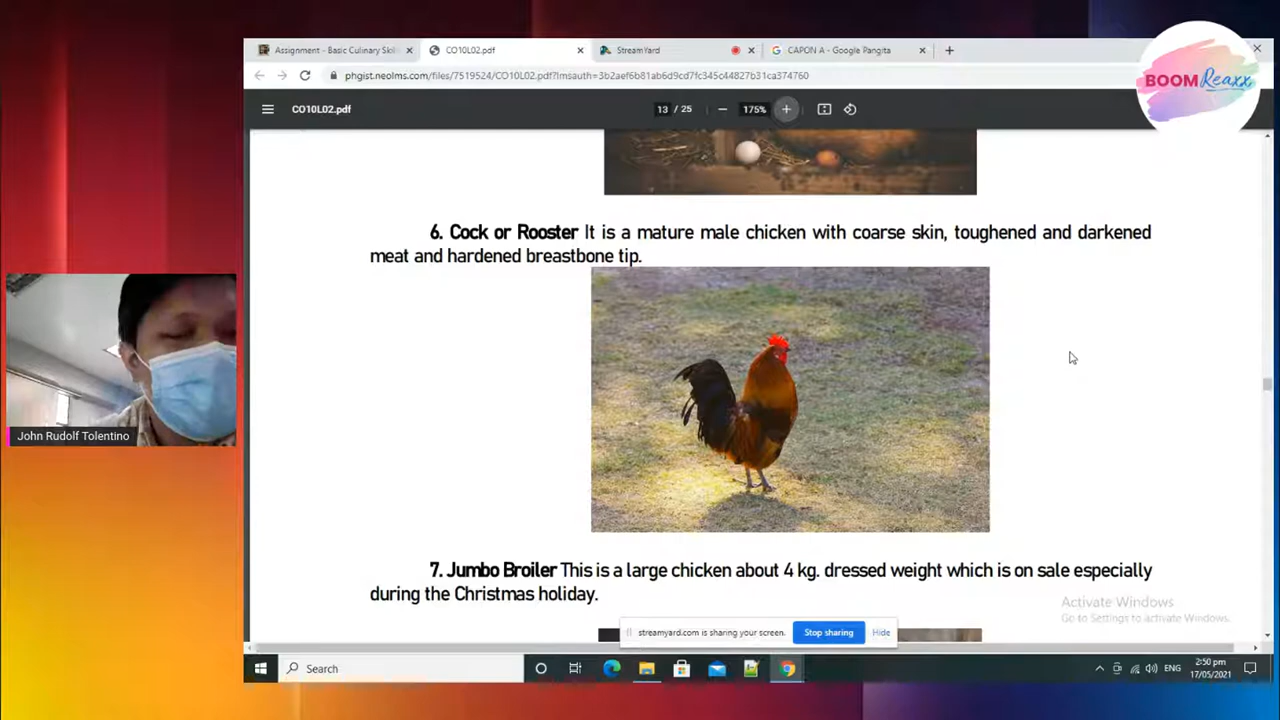 Assignment - Basic Culinary Skil
CO10L02.pdf
StreamYard
CAPON A - Google Pangita
BOOM Reaxx
phgist.neolms.com/files/7519524/CO10L02.pdf?lmsauth=3b2aef6b81ab6d9cd7fc345c44827b31ca374760
CO10L02.pdf
13 / 25
175%
6. Cock or Rooster It is a mature male chicken with coarse skin, toughened and darkened
meat and hardened breastbone tip.
John Rudolf Tolentino
7. Jumbo Broiler This is a large chicken about 4 kg. dressed weight which is on sale especially
during the Christmas holiday.
Activate Windows
Go to Settings to activate Windows.
streamyard.com is sharing your screen.
Stop sharing
Hide
Search
ENG
2:50 pm
17/05/2021